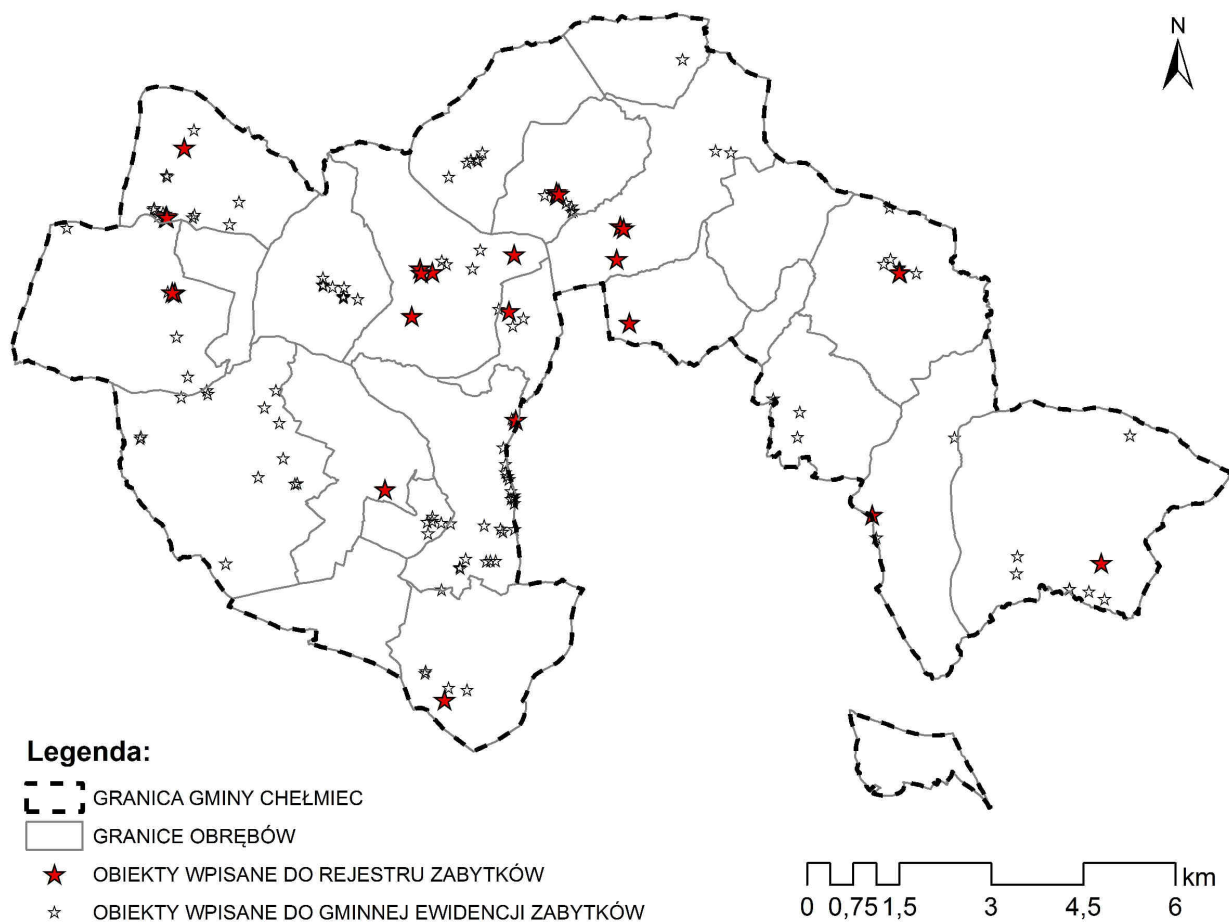 N
Legenda:
GRANICA GMINY CHEŁMIEC
GRANICE OBRĘBÓW
OBIEKTY WPISANE DO REJESTRU ZABYTKÓW
OBIEKTY WPISANE DO GMINNEJ EWIDENCJI ZABYTKÓW
km
0 0,75 1,5 3 4,5 6